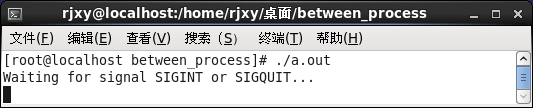 rjxy@localhost:/home/rjxy/桌面/between_process
文件(F) 编辑(E) 查看(V) 搜索（S） 终端(T) 帮助(H)
[root@localhost between_process]# ./a.out
Waiting for signal SIGINT or SIGQUIT...